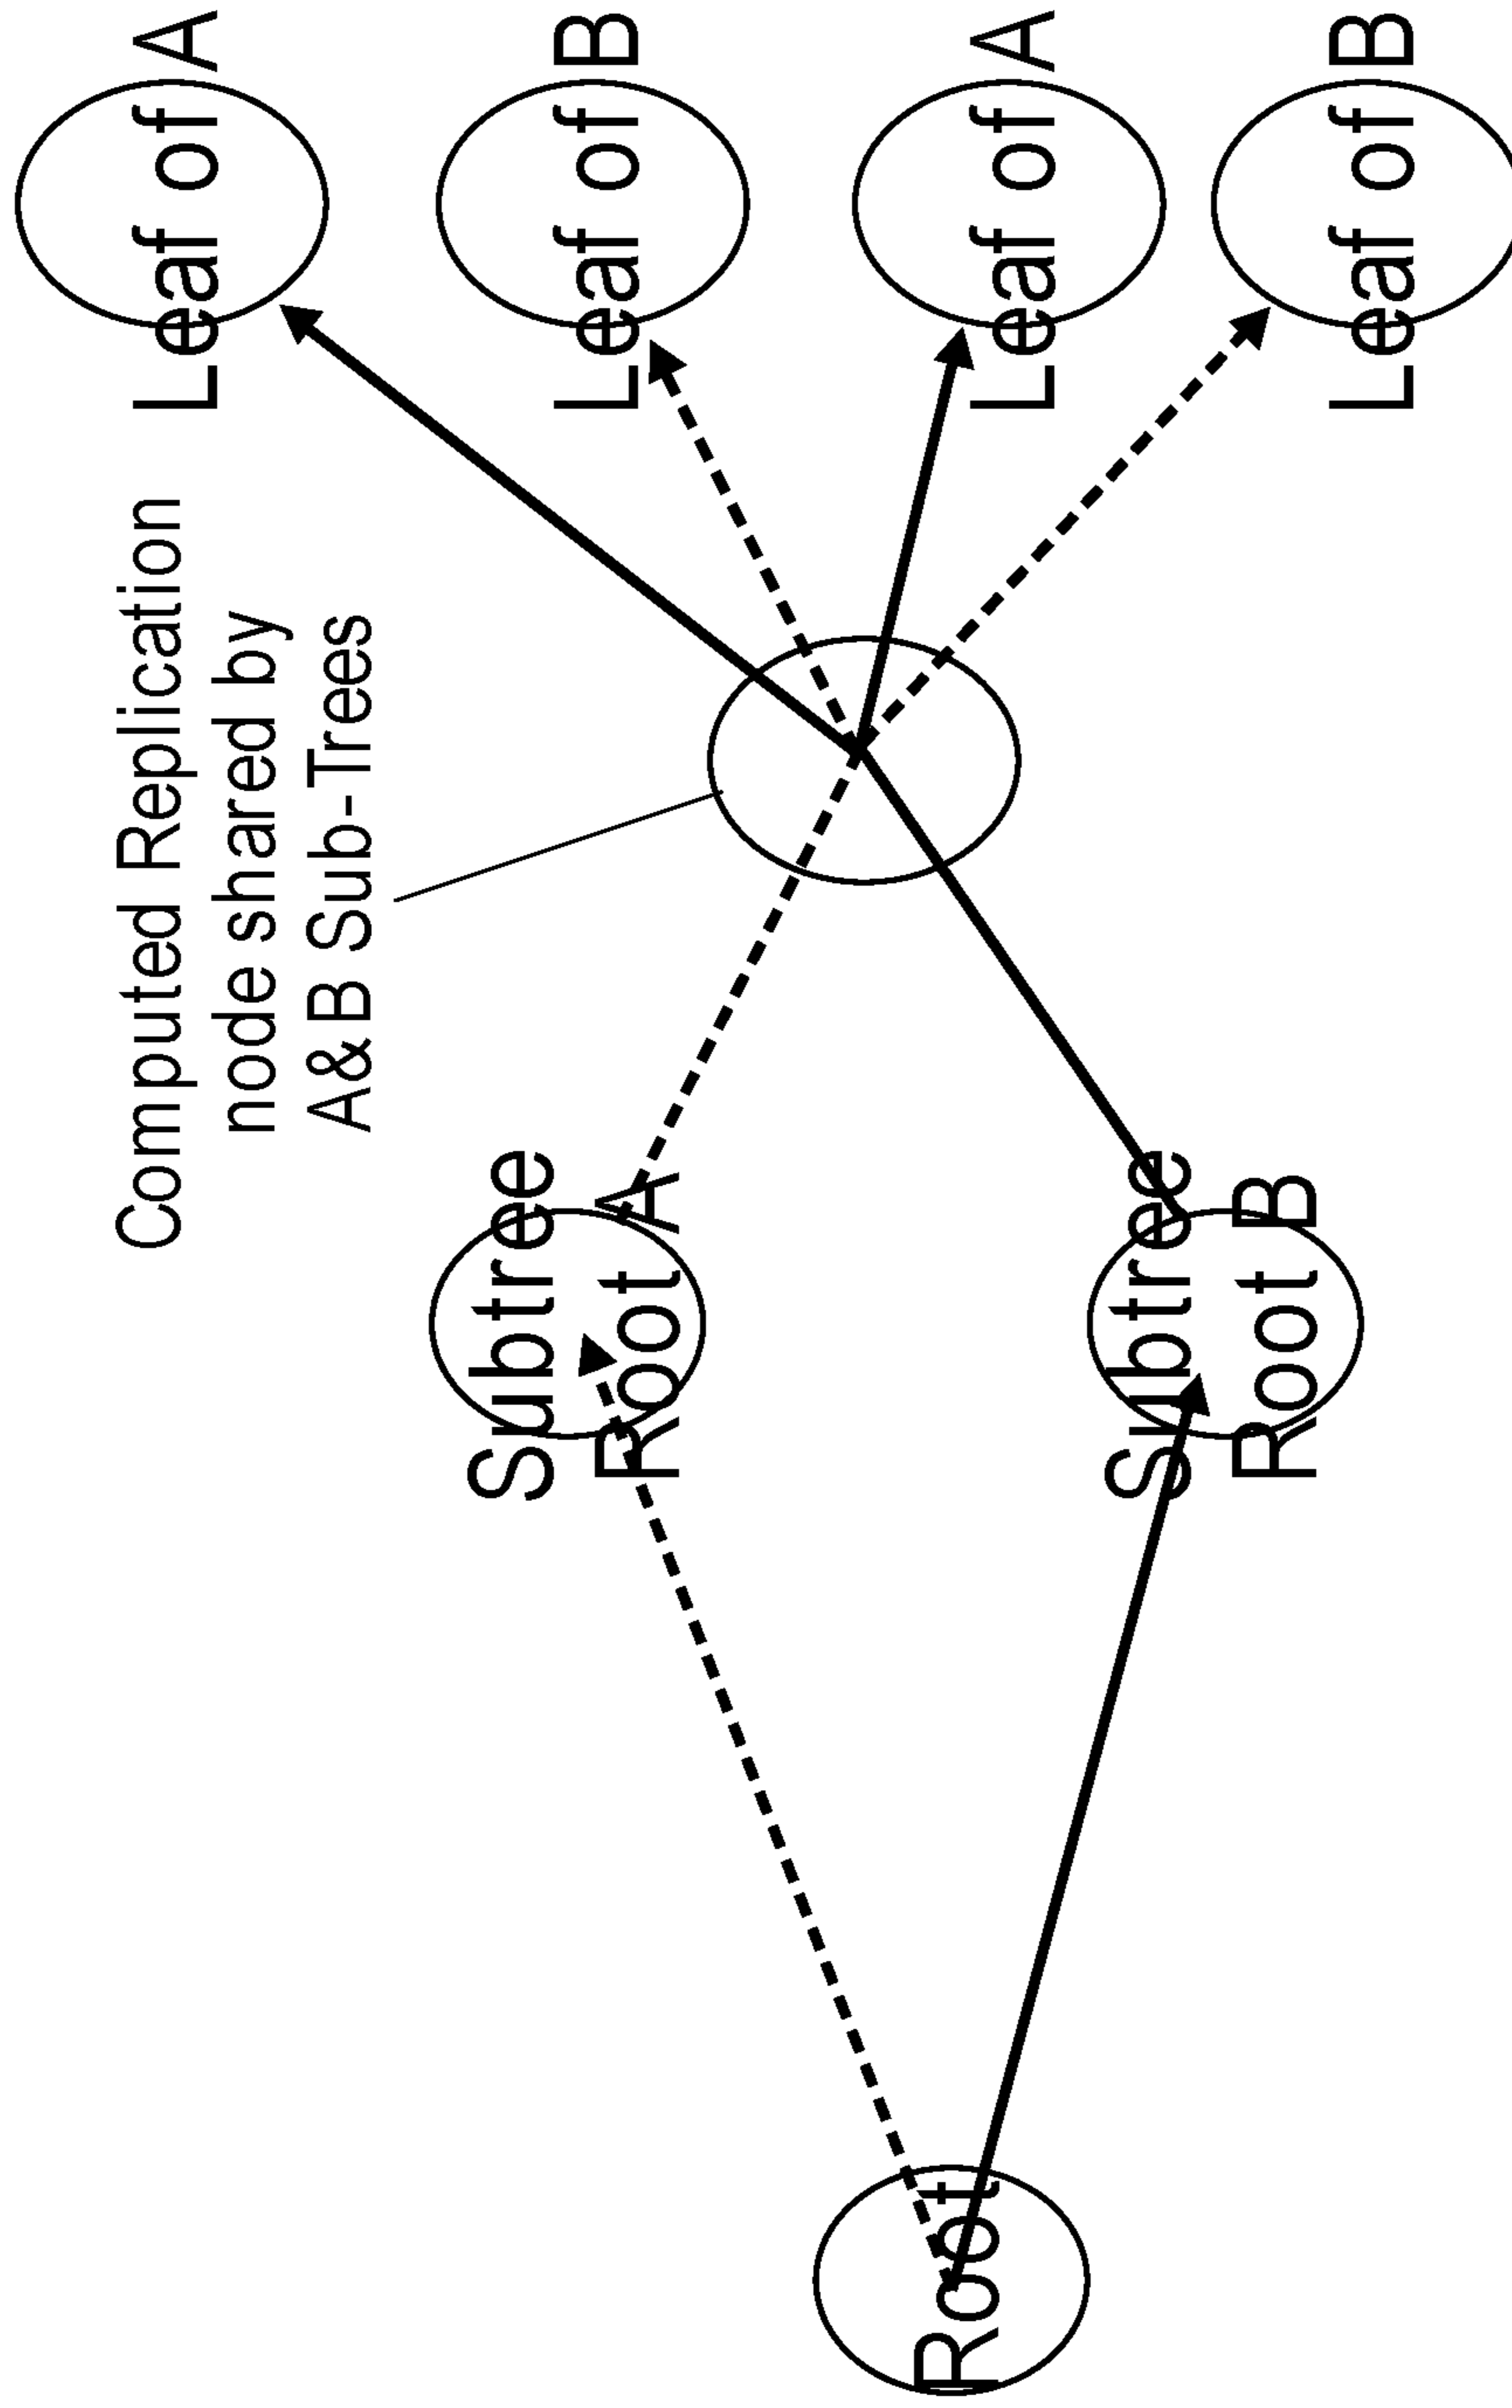 Root
Subtree
Root A
Subtree
Root B
Computed Replication
node shared by
A&B Sub-Trees
Leaf of A
Leaf of B
Leaf of A
Leaf of B